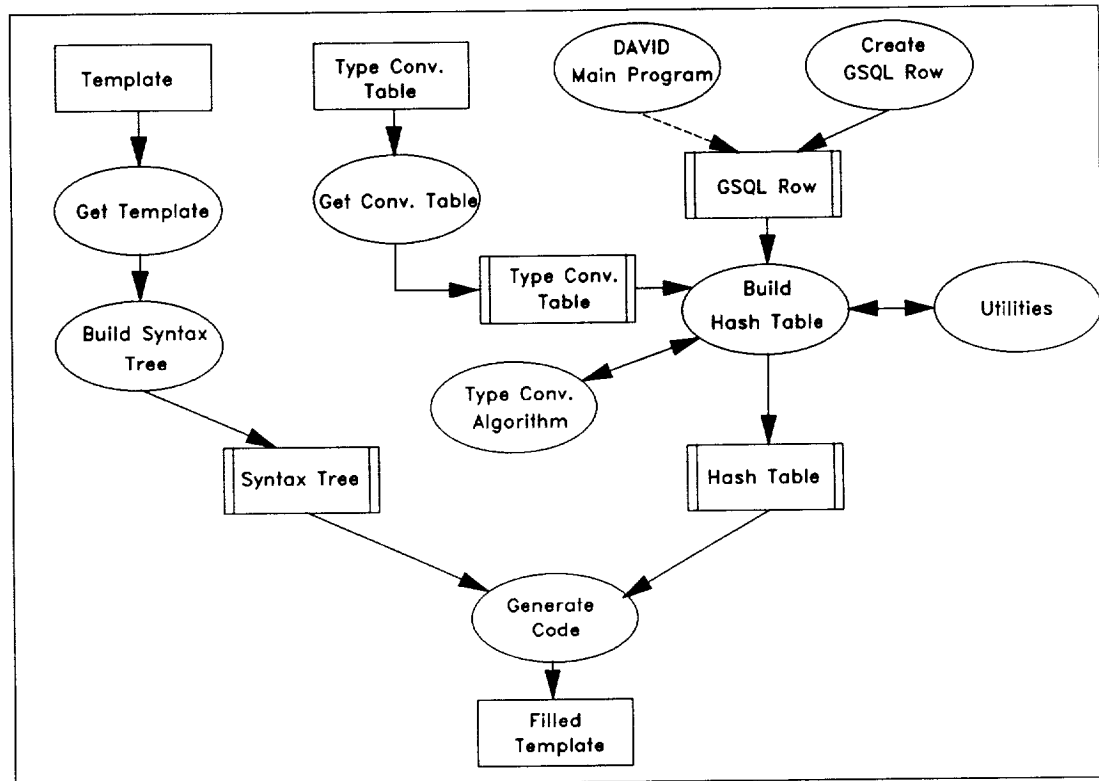 Template
Type Conv.
Table
DAVID
Main Program
Create
GSQL Row
Get Template
Get Conv. Table
GSQL Row
Type Conv.
Table
Build
Hash Table
Utilities
Build Syntax
Tree
Type Conv.
Algorithm
Syntax Tree
Hash Table
Generate
Code
Filled
Template